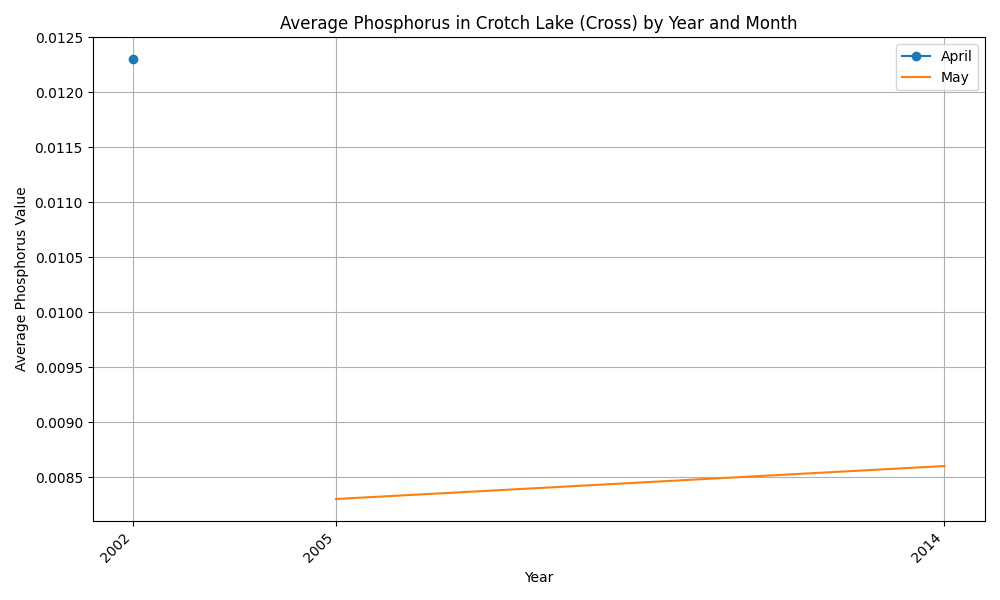 Average Phosphorus in Crotch Lake (Cross) by Year and Month
0.0125
0.0120
0.0115
0.0110
0.0105
0.0100
0.0095
0.0090
0.0085
Average Phosphorus Value
April
May
2002
2005
2014
Year